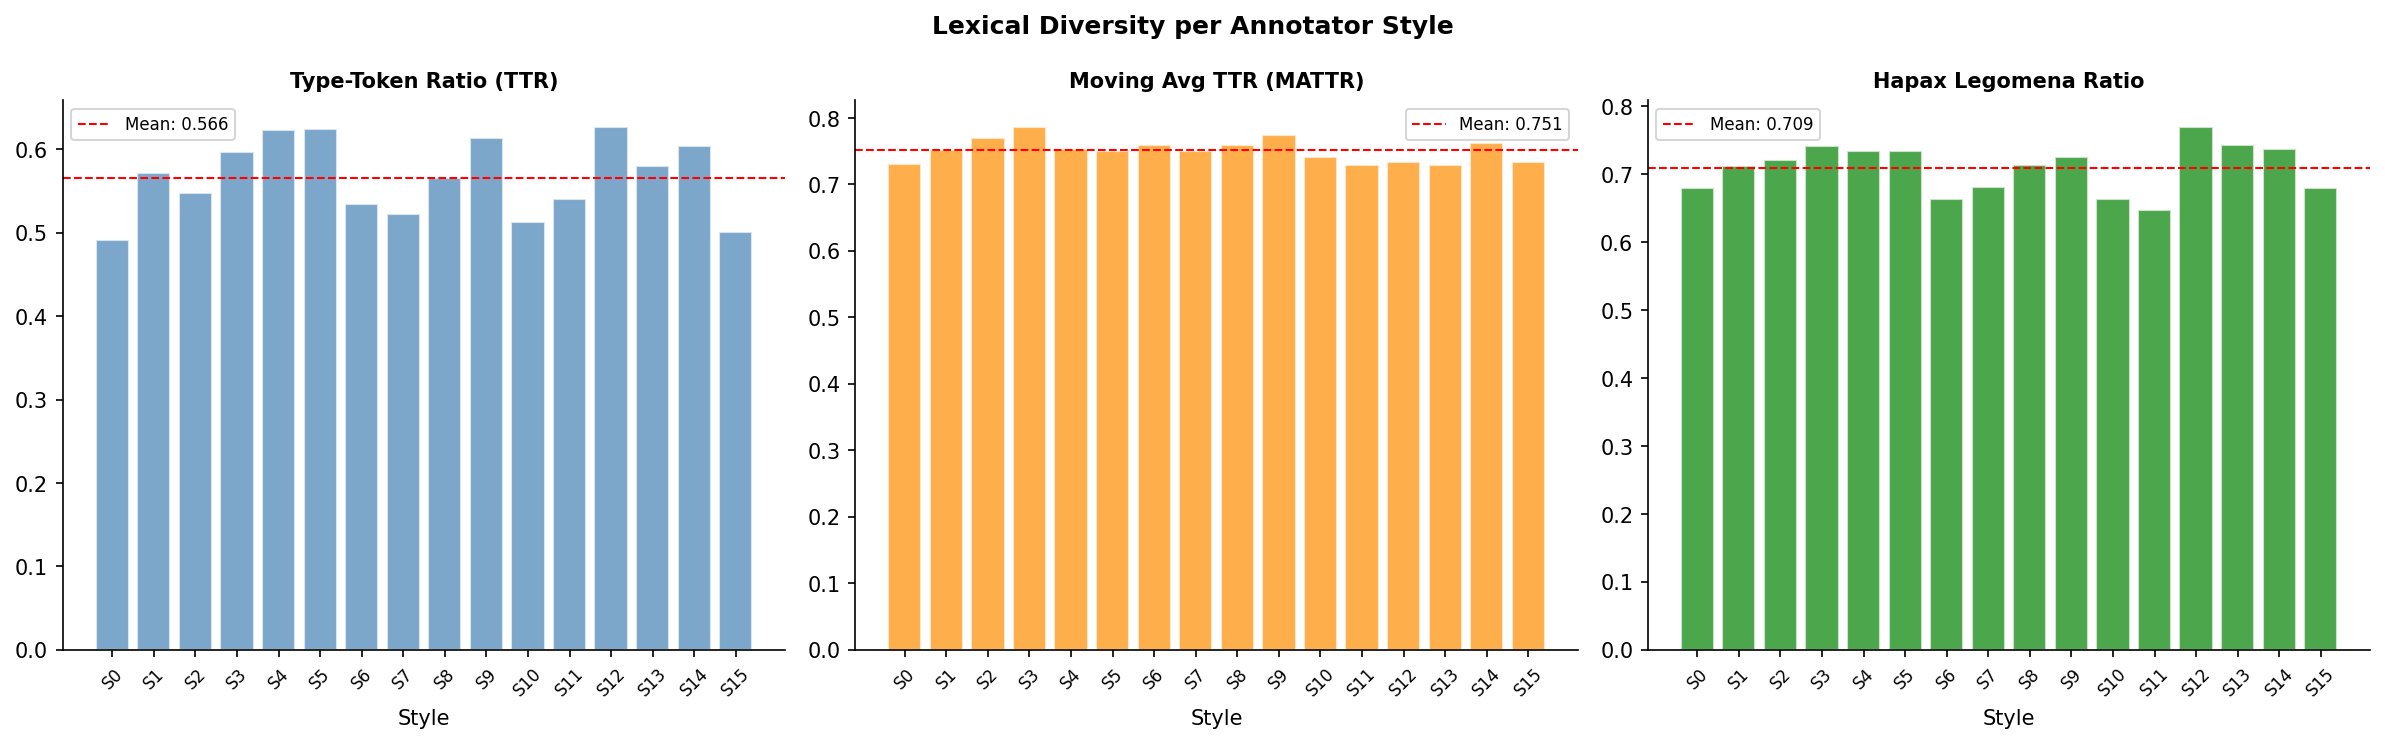 Lexical Diversity per Annotator Style
Type-Token Ratio (TTR)
Mean: 0.566
0.6
0.5
0.4
0.3
0.2
0.1
0.0
S0 S1 S2 S3 S4 S5 S6 S7 S8 S9 S10 S11 S12 S13 S14 S15
Style
Moving Avg TTR (MATTR)
Mean: 0.751
0.8
0.7
0.6
0.5
0.4
0.3
0.2
0.1
0.0
S0 S1 S2 S3 S4 S5 S6 S7 S8 S9 S10 S11 S12 S13 S14 S15
Style
Hapax Legomena Ratio
Mean: 0.709
0.8
0.7
0.6
0.5
0.4
0.3
0.2
0.1
0.0
S0 S1 S2 S3 S4 S5 S6 S7 S8 S9 S10 S11 S12 S13 S14 S15
Style